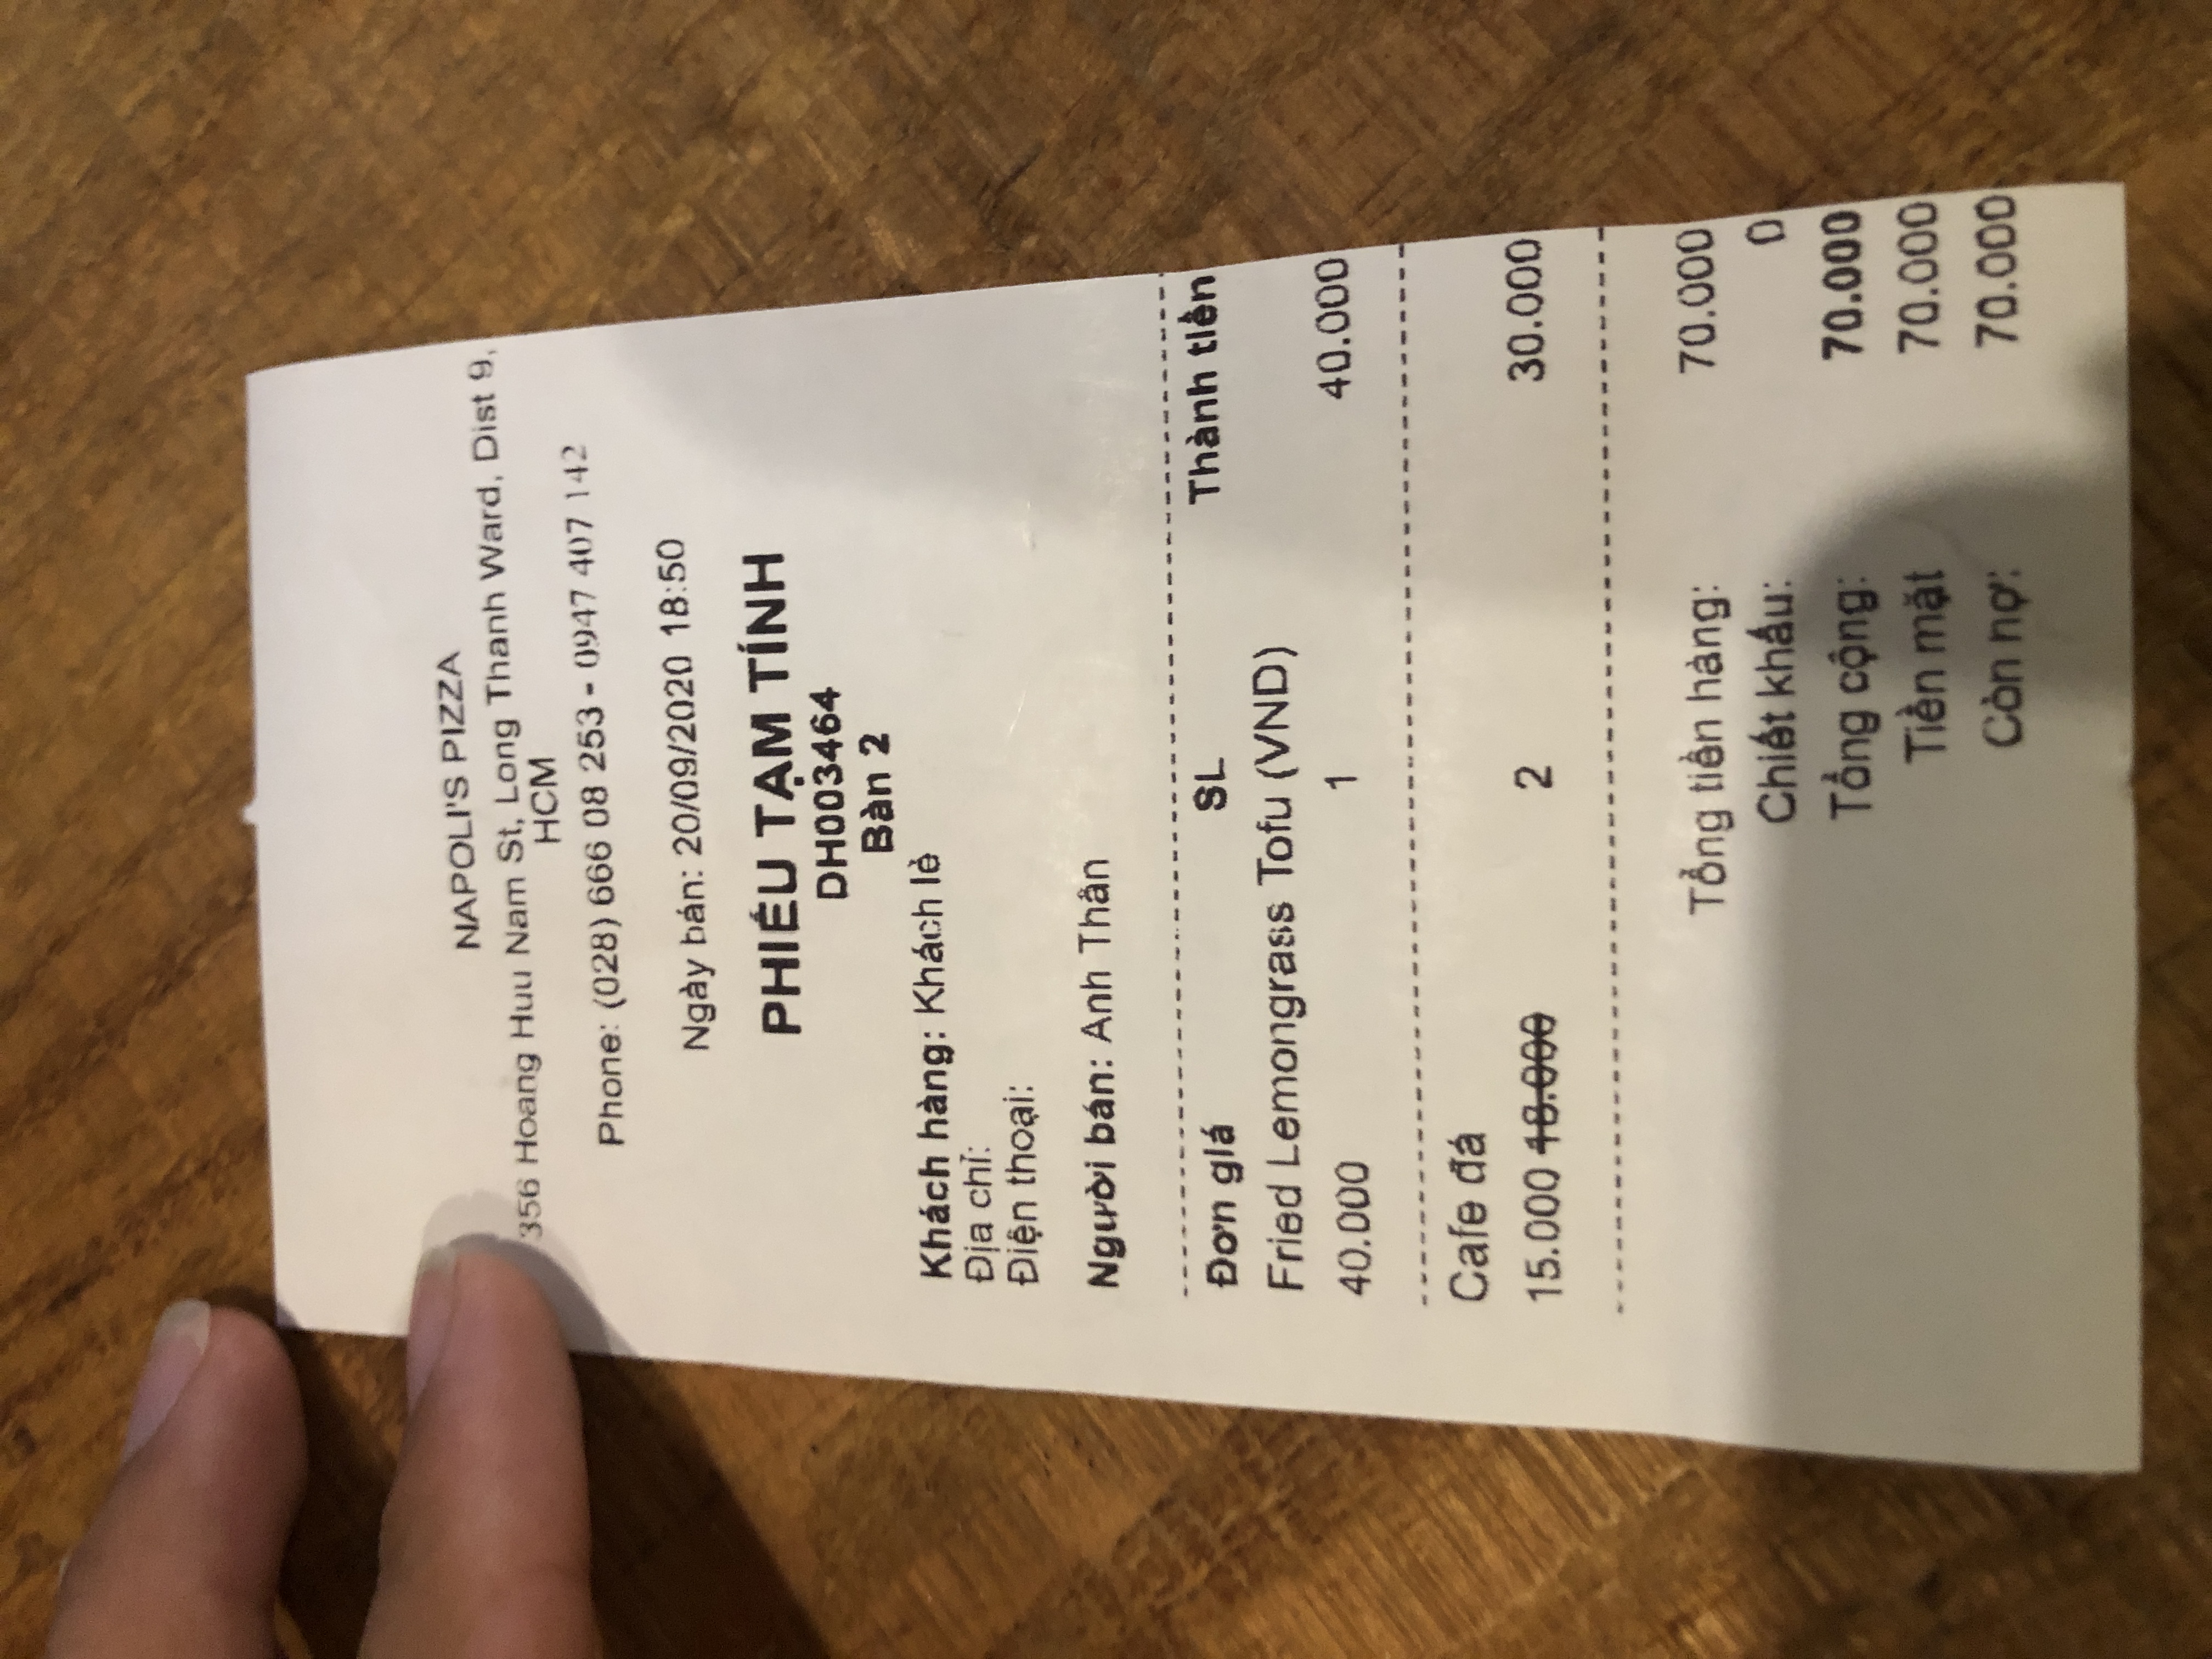 NAPOLI'S PIZZA
356 Hoang Huu Nam St, Long Thanh Ward, Dist 9,
HCM
Phone: (028) 666 08 253 - 0947 407 142
Ngày bán: 20/09/2020 18:50
PHIẾU TẠM TÍNH
DH003464
Bàn 2
Khách hàng: Khách lẻ
Địa chỉ:
Điện thoại:
Người bán: Anh Thân
Đơn giá SL Thành tiền
Fried Lemongrass Tofu (VND)
40.000 1 40.000
Cafe đá
15.000 18.000 2 30.000
Tổng tiền hàng: 70.000
Chiết khấu: 0
Tổng cộng: 70.000
Tiền mặt 70.000
Còn nợ: 70.000